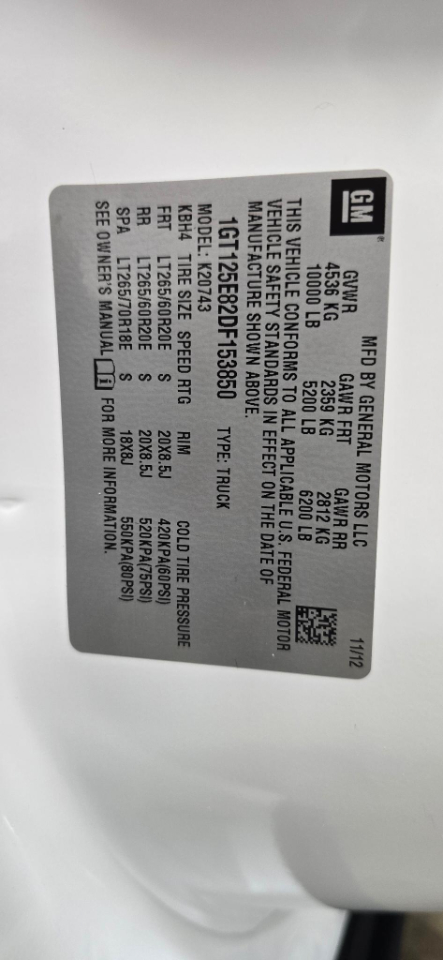 GM
MFD BY GENERAL MOTORS LLC 11/12
GVWR GAWR FRT GAWR RR
4536 KG 2359 KG 2812 KG
10000 LB 5200 LB 6200 LB
THIS VEHICLE CONFORMS TO ALL APPLICABLE U.S. FEDERAL MOTOR
VEHICLE SAFETY STANDARDS IN EFFECT ON THE DATE OF
MANUFACTURE SHOWN ABOVE.
1GT125E82DF153850 TYPE: TRUCK
MODEL: K20743
KBH4 TIRE SIZE SPEED RTG RIM COLD TIRE PRESSURE
FRT LT265/60R20E S 20X8.5J 420KPA(60PSI)
RR LT265/60R20E S 20X8.5J 520KPA(75PSI)
SPA LT265/70R18E S 18X8J 550KPA(80PSI)
SEE OWNER'S MANUAL FOR MORE INFORMATION.